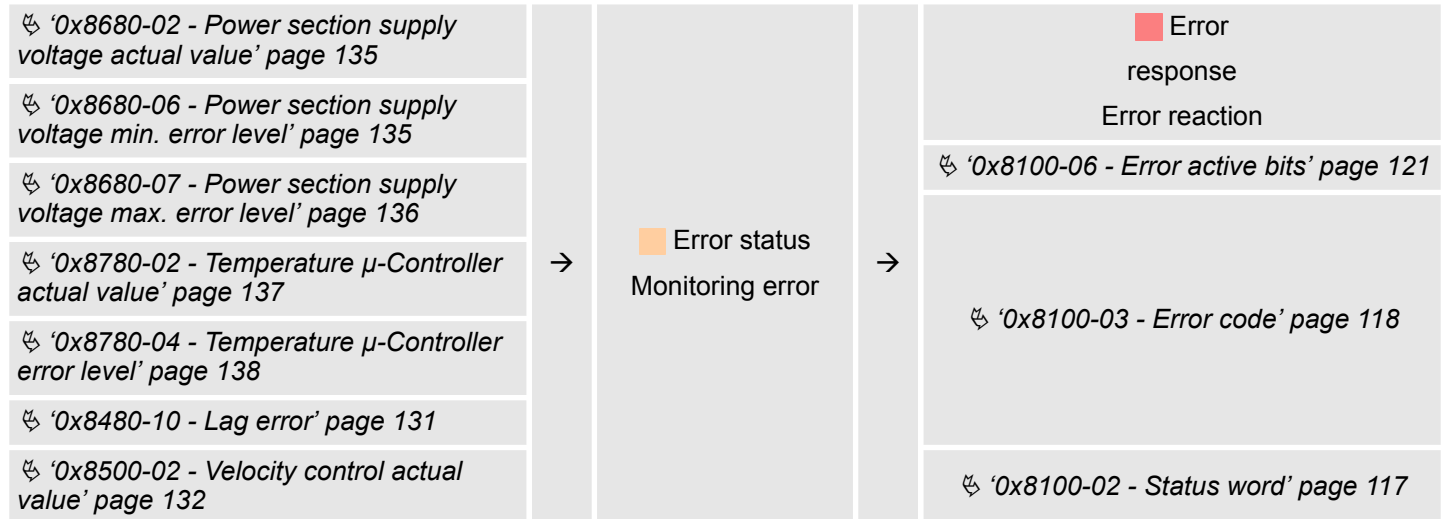 ↳ ‘0x8680-02 - Power section supply
voltage actual value’ page 135
↳ ‘0x8680-06 - Power section supply
voltage min. error level’ page 135
↳ ‘0x8680-07 - Power section supply
voltage max. error level’ page 136
↳ ‘0x8780-02 - Temperature µ-Controller
actual value’ page 137
↳ ‘0x8780-04 - Temperature µ-Controller
error level’ page 138
↳ ‘0x8480-10 - Lag error’ page 131
↳ ‘0x8500-02 - Velocity control actual
value’ page 132
→
Error status
Monitoring error
→
Error
response
Error reaction
↳ ‘0x8100-06 - Error active bits’ page 121
↳ ‘0x8100-03 - Error code’ page 118
↳ ‘0x8100-02 - Status word’ page 117